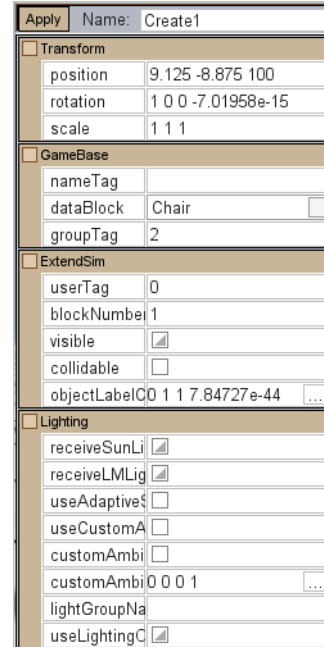 Apply Name: Create1
Transform
position 9.125 -8.875 100
rotation 1 0 0 -7.01958e-15
scale 1 1 1
GameBase
nameTag
dataBlock Chair
groupTag 2
ExtendSim
userTag 0
blockNumber 1
visible
collidable
objectLabelC 0 1 1 7.84727e-44 ...
Lighting
receiveSunLi
receiveLMLig
useAdaptiveS
useCustomA
customAmbi
customAmbi 0 0 0 1 ...
lightGroupNa
useLightingC